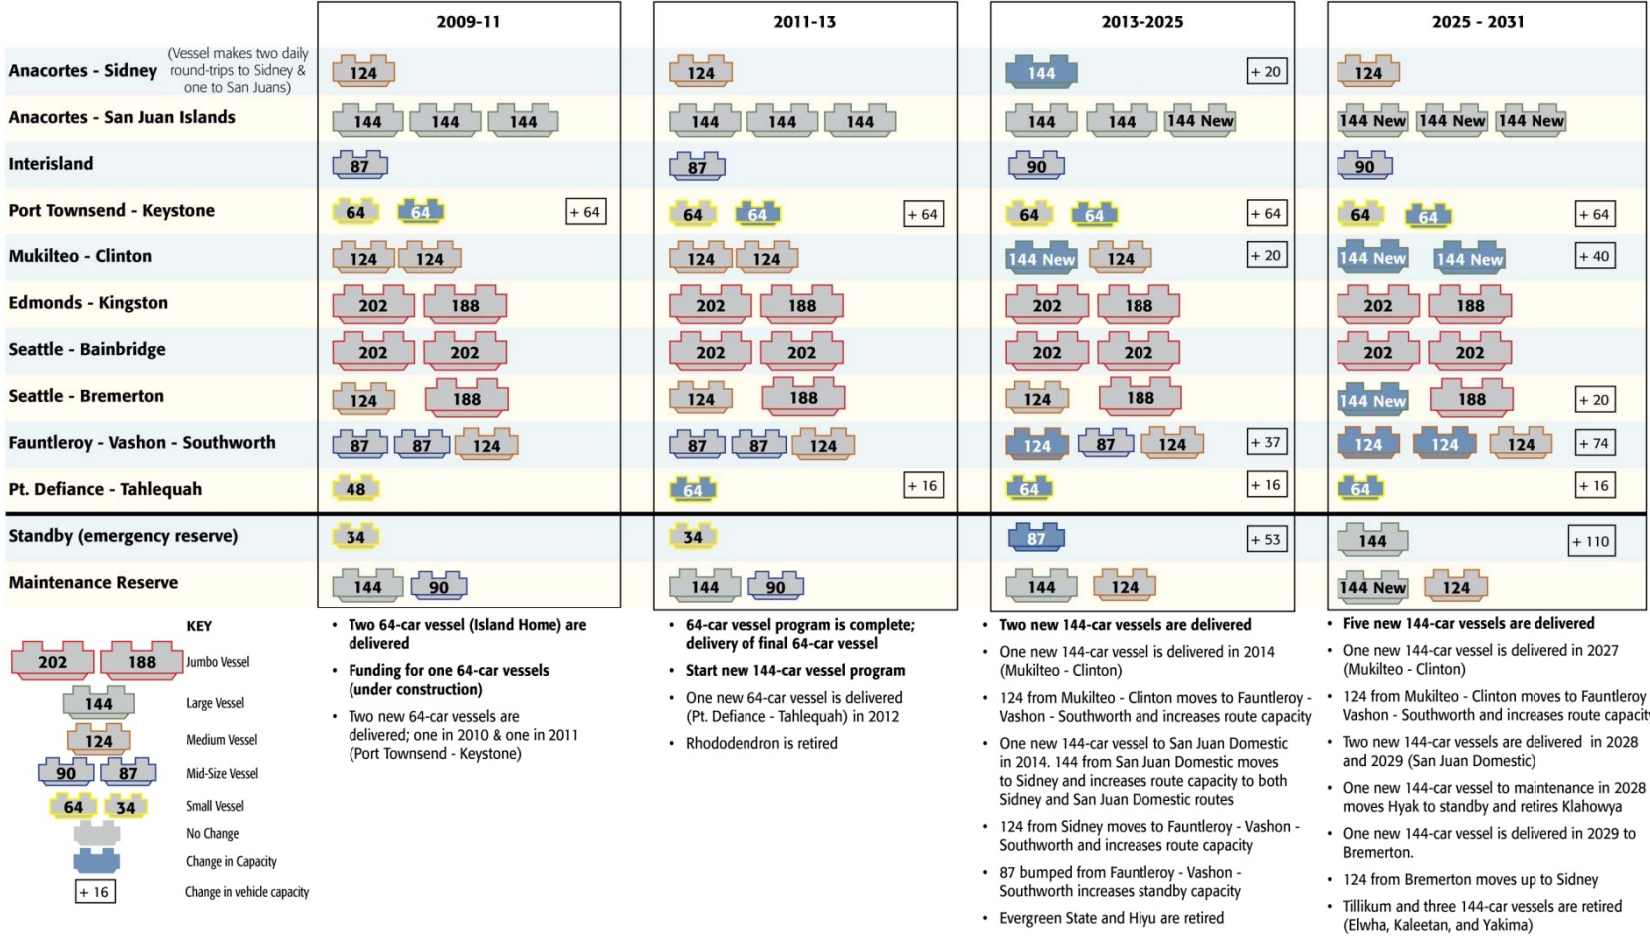 2009-11 2011-13 2013-2025 2025 - 2031
Anacortes - Sidney (Vessel makes two daily round-trips to Sidney & one to San Juans) 124 124 144 + 20 124
Anacortes - San Juan Islands 144 144 144 144 144 144 144 144 144 New 144 New 144 New 144 New
Interisland 87 87 90 90
Port Townsend - Keystone 64 64 + 64 64 64 + 64 64 64 + 64 64 64 + 64
Mukilteo - Clinton 124 124 124 124 144 New 124 + 20 144 New 144 New + 40
Edmonds - Kingston 202 188 202 188 202 188 202 188
Seattle - Bainbridge 202 202 202 202 202 202 202 202
Seattle - Bremerton 124 188 124 188 124 188 144 New 188 + 20
Fauntleroy - Vashon - Southworth 87 87 124 87 87 124 124 87 124 + 37 124 124 124 + 74
Pt. Defiance - Tahlequah 48 64 + 16 64 + 16 64 + 16
Standby (emergency reserve) 34 34 87 + 53 144 + 110
Maintenance Reserve 144 90 144 90 144 124 144 New 124
KEY
202 188 Jumbo Vessel
144 Large Vessel
124 Medium Vessel
90 87 Mid-Size Vessel
64 34 Small Vessel
No Change
Change in Capacity
+ 16 Change in vehicle capacity
• Two 64-car vessel (Island Home) are
delivered
• Funding for one 64-car vessels
(under construction)
• Two new 64-car vessels are
delivered; one in 2010 & one in 2011
(Port Townsend - Keystone)
• 64-car vessel program is complete;
delivery of final 64-car vessel
• Start new 144-car vessel program
• One new 64-car vessel is delivered
(Pt. Defiance - Tahlequah) in 2012
• Rhododendron is retired
• Two new 144-car vessels are delivered
• One new 144-car vessel is delivered in 2014
(Mukilteo - Clinton)
• 124 from Mukilteo - Clinton moves to Fauntleroy -
Vashon - Southworth and increases route capacity
• One new 144-car vessel to San Juan Domestic
in 2014. 144 from San Juan Domestic moves
to Sidney and increases route capacity to both
Sidney and San Juan Domestic routes
• 124 from Sidney moves to Fauntleroy - Vashon -
Southworth and increases route capacity
• 87 bumped from Fauntleroy - Vashon -
Southworth increases standby capacity
• Evergreen State and Hiyu are retired
• Five new 144-car vessels are delivered
• One new 144-car vessel is delivered in 2027
(Mukilteo - Clinton)
• 124 from Mukilteo - Clinton moves to Fauntleroy
Vashon - Southworth and increases route capacity
• Two new 144-car vessels are delivered in 2028
and 2029 (San Juan Domestic)
• One new 144-car vessel to maintenance in 2028
moves Hyak to standby and retires Klahowya
• One new 144-car vessel is delivered in 2029 to
Bremerton.
• 124 from Bremerton moves up to Sidney
• Tillikum and three 144-car vessels are retired
(Elwha, Kaleetan, and Yakima)